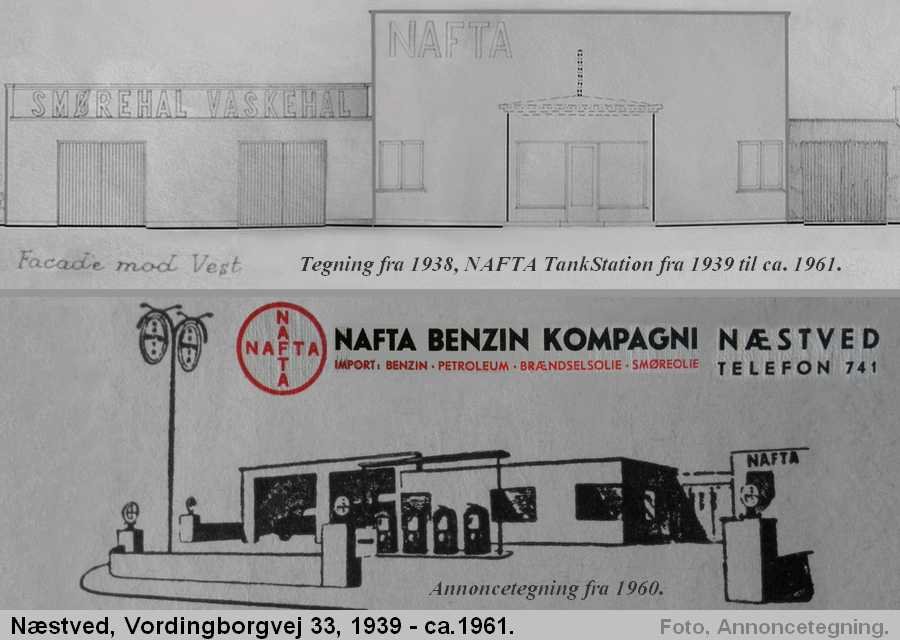 NAFTA
SMØREHAL VASKEHAL
Facade mod Vest
Tegning fra 1938, NAFTA TankStation fra 1939 til ca. 1961.
NAFTA
NAFTA
NAFTA BENZIN KOMPAGNI
IMPORT: BENZIN · PETROLEUM · BRÆNDSELSOLIE · SMØREOLIE
NÆSTVED
TELEFON 741
NAFTA
Annoncetegning fra 1960.
Næstved, Vordingborgvej 33, 1939 - ca.1961.
Foto, Annoncetegning.